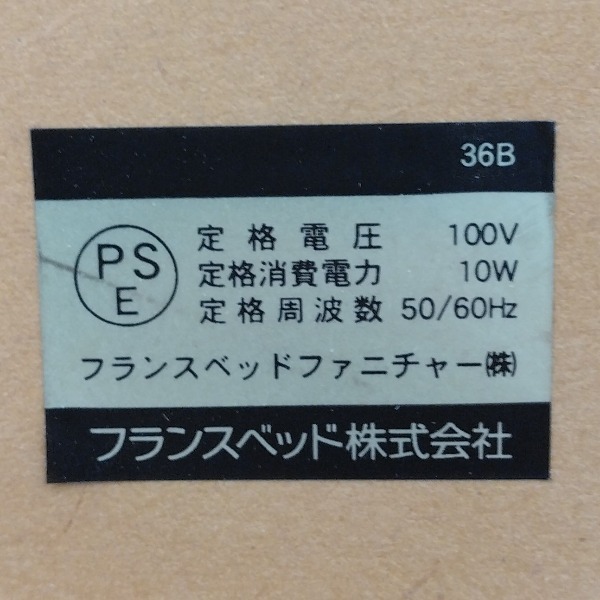 36B
PS
E
定格電圧 100V
定格消費電力 10W
定格周波数 50/60Hz
フランスベッドファニチャー㈱
フランスベッド株式会社